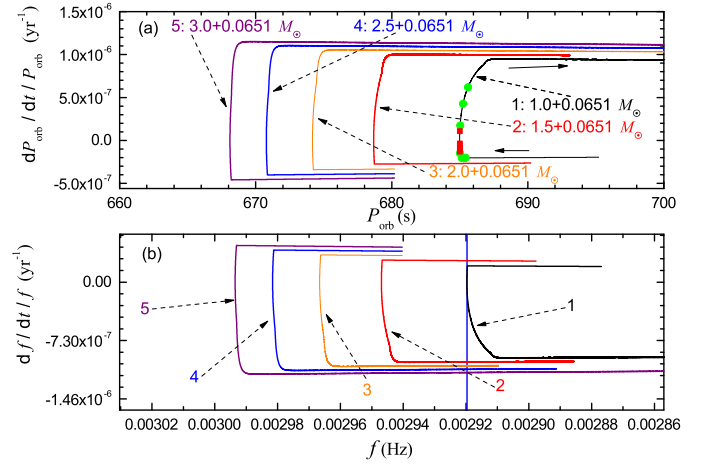 (a) 5: 3.0+0.0651 M⊙ 4: 2.5+0.0651 M⊙
1: 1.0+0.0651 M⊙
2: 1.5+0.0651 M⊙
3: 2.0+0.0651 M⊙
dPorb / dt / Porb (yr-1)
1.5x10-6
1.0x10-6
5.0x10-7
0.0
-5.0x10-7
660 670 680 690 700
Porb(s)
(b)
5
4
3
2
1
d f / dt / f (yr-1)
0.00
-7.30x10-7
-1.46x10-6
0.00302 0.00300 0.00298 0.00296 0.00294 0.00292 0.00290 0.00288 0.00286
f (Hz)